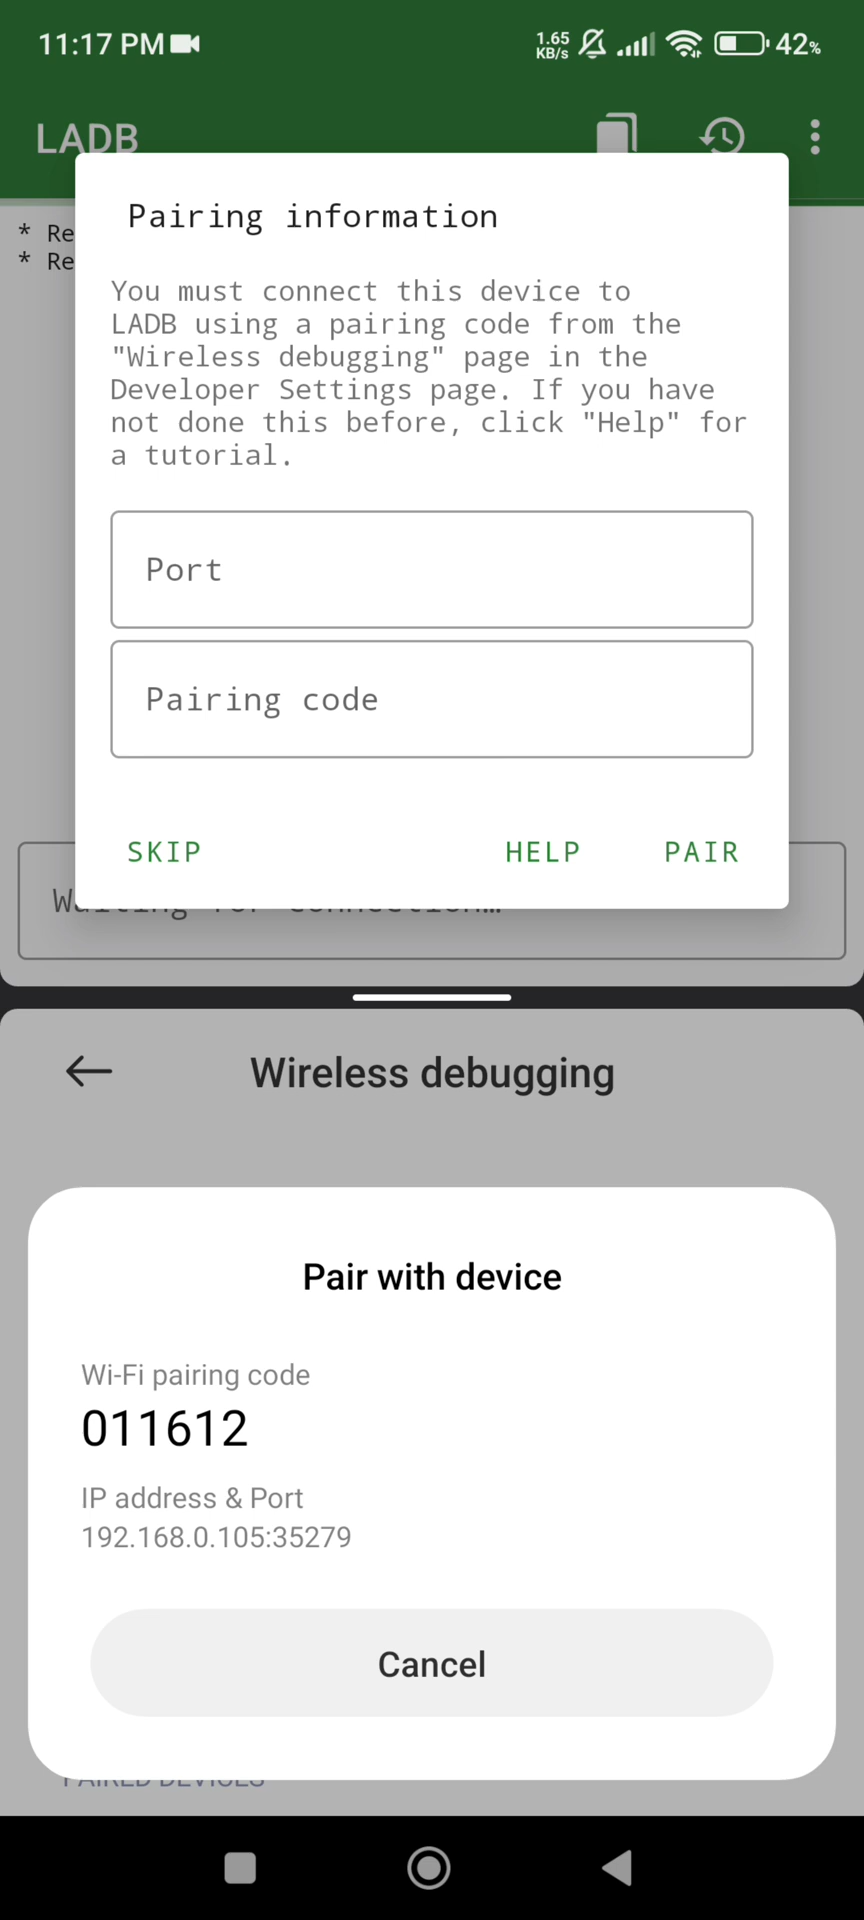 11:17 PM
1.65
KB/s
42%
LADB
* Re
* Re
Pairing information
You must connect this device to
LADB using a pairing code from the
"Wireless debugging" page in the
Developer Settings page. If you have
not done this before, click "Help" for
a tutorial.
Port
Pairing code
SKIP
HELP
PAIR
Waiting for connection…
Wireless debugging
Pair with device
Wi-Fi pairing code
011612
IP address & Port
192.168.0.105:35279
Cancel
PAIRED DEVICES